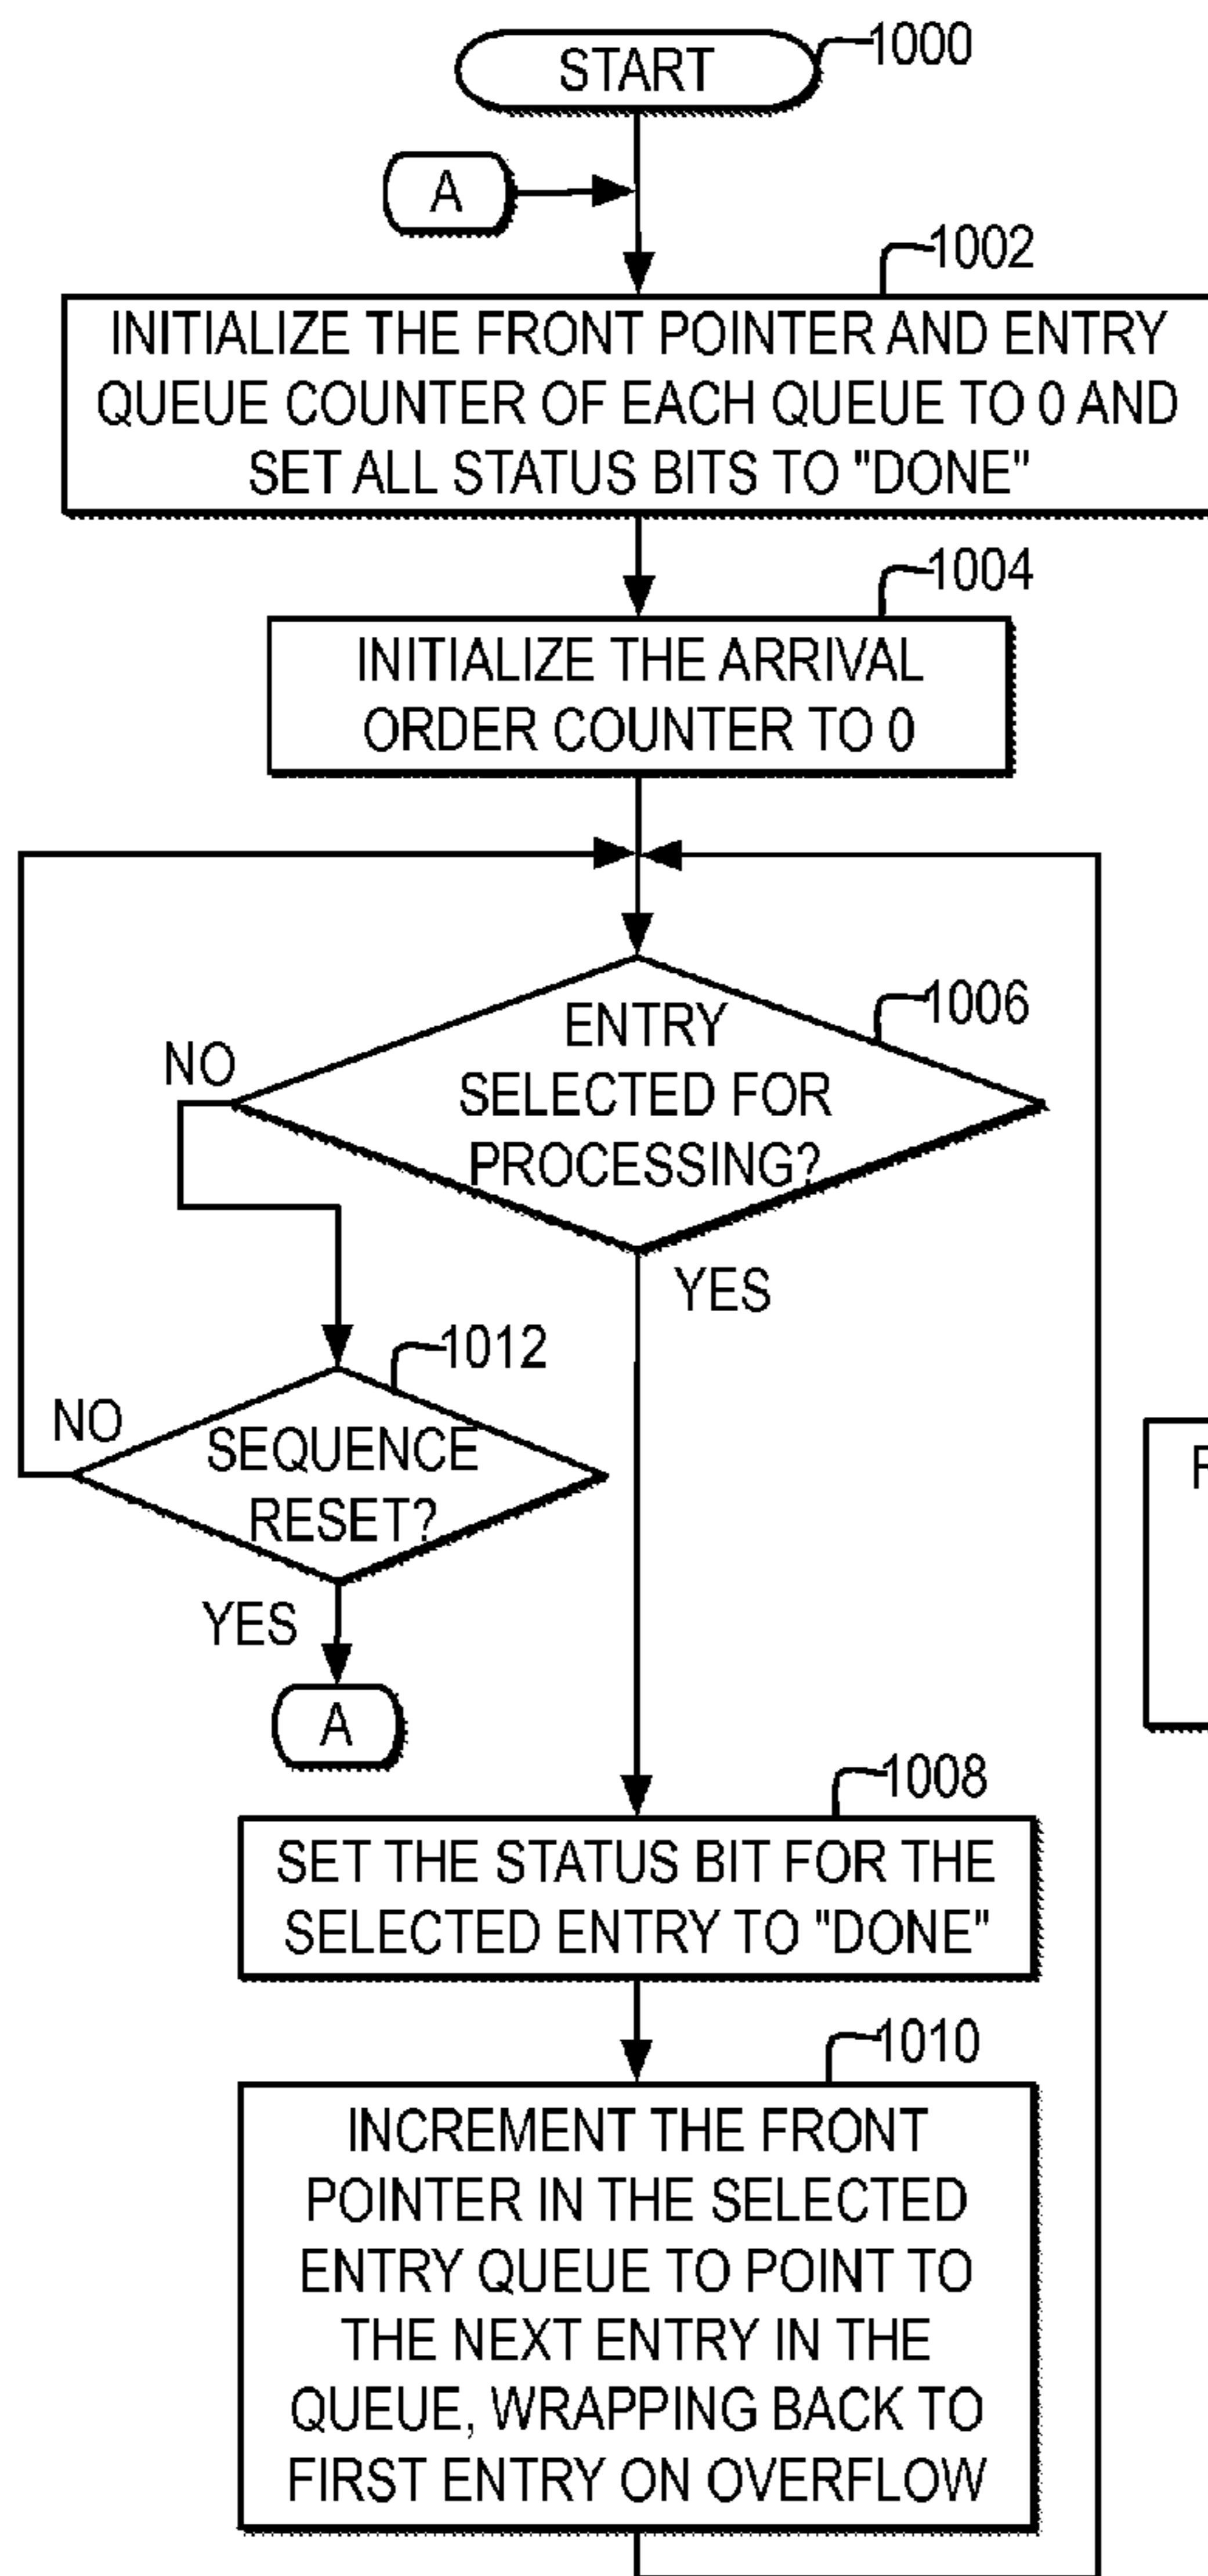 START
1000
A
1002
INITIALIZE THE FRONT POINTER AND ENTRY
QUEUE COUNTER OF EACH QUEUE TO 0 AND
SET ALL STATUS BITS TO "DONE"
1004
INITIALIZE THE ARRIVAL
ORDER COUNTER TO 0
1006
ENTRY
SELECTED FOR
PROCESSING?
NO
YES
1012
NO
SEQUENCE
RESET?
YES
A
1008
SET THE STATUS BIT FOR THE
SELECTED ENTRY TO "DONE"
1010
INCREMENT THE FRONT
POINTER IN THE SELECTED
ENTRY QUEUE TO POINT TO
THE NEXT ENTRY IN THE
QUEUE, WRAPPING BACK TO
FIRST ENTRY ON OVERFLOW